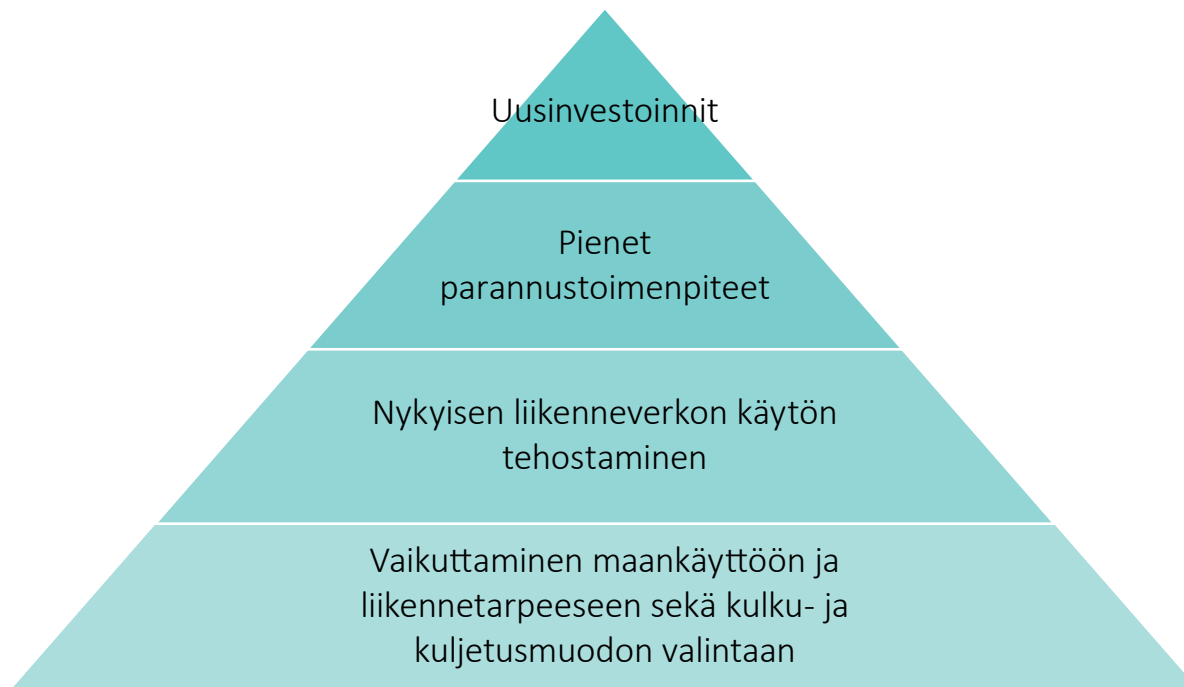 Uusinvestoinnit
Pienet
parannustoimenpiteet
Nykyisen liikenneverkon käytön
tehostaminen
Vaikuttaminen maankäyttöön ja
liikennetarpeeseen sekä kulku- ja
kuljetusmuodon valintaan